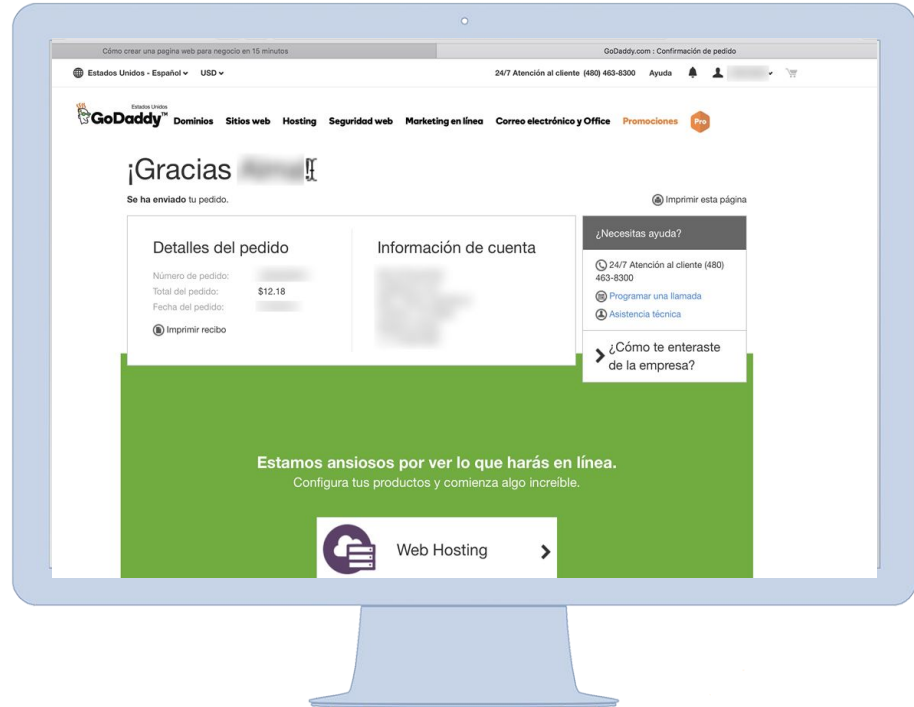 Cómo crear una pagina web para negocio en 15 minutos
GoDaddy.com : Confirmación de pedido
Estados Unidos - Español USD
24/7 Atención al cliente (480) 463-8300 Ayuda
Estados Unidos
GoDaddy™ Dominios Sitios web Hosting Seguridad web Marketing en línea Correo electrónico y Office Promociones Pro
¡Gracias
Se ha enviado tu pedido.
Imprimir esta página
Detalles del pedido
Número de pedido:
Total del pedido: $12.18
Fecha del pedido:
Imprimir recibo
Información de cuenta
¿Necesitas ayuda?
24/7 Atención al cliente (480)
463-8300
Programar una llamada
Asistencia técnica
¿Cómo te enteraste
de la empresa?
Estamos ansiosos por ver lo que harás en línea.
Configura tus productos y comienza algo increíble.
Web Hosting